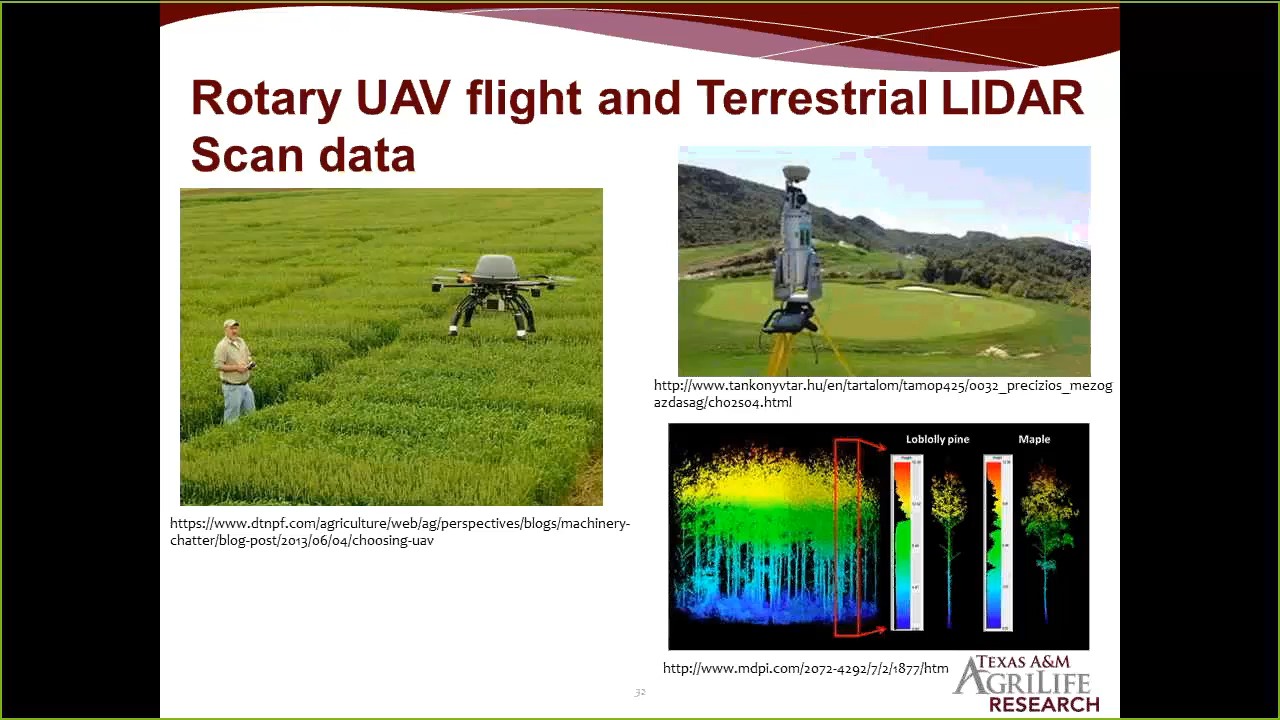 Rotary UAV flight and Terrestrial LIDAR
Scan data
https://www.dtnpf.com/agriculture/web/ag/perspectives/blogs/machinery-
chatter/blog-post/2013/06/04/choosing-uav
http://www.tankonyvtar.hu/en/tartalom/tamop425/0032_precizios_mezog
azdasag/ch02s04.html
Loblolly pine
Maple
http://www.mdpi.com/2072-4292/7/2/1877/htm
32
TEXAS A&M
AGRILIFE
RESEARCH